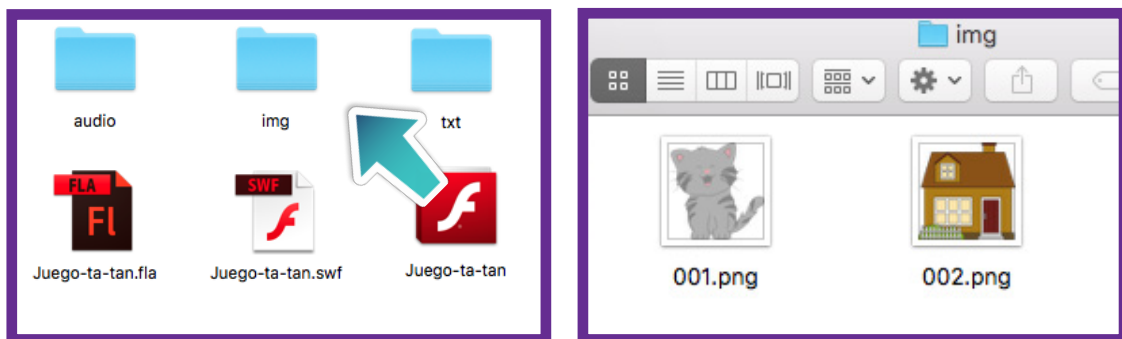 audio
img
txt
FLA
Fl
SWF
Juego-ta-tan.fla
Juego-ta-tan.swf
Juego-ta-tan
img
001.png
002.png